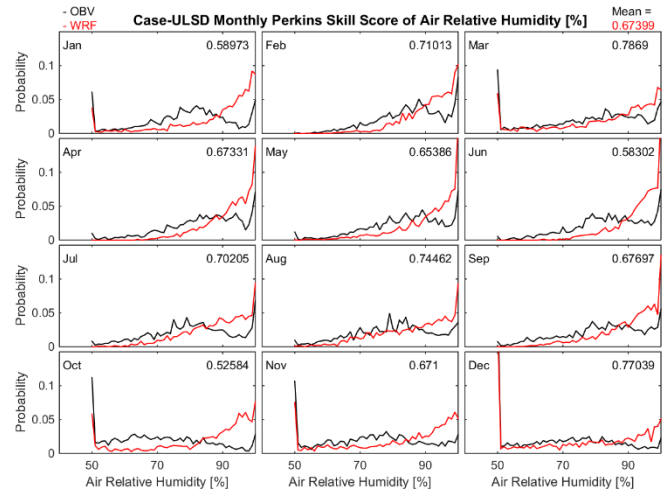 - OBV Case-ULSD Monthly Perkins Skill Score of Air Relative Humidity [%] Mean =
- WRF 0.67399
Jan 0.58973 Feb 0.71013 Mar 0.7869
0.1
0.05
0
Probability
Apr 0.67331 May 0.65386 Jun 0.58302
0.1
0.05
0
Probability
Jul 0.70205 Aug 0.74462 Sep 0.67697
0.1
0.05
0
Probability
Oct 0.52584 Nov 0.671 Dec 0.77039
0.1
0.05
0
Probability
50 70 90 50 70 90 50 70 90
Air Relative Humidity [%] Air Relative Humidity [%] Air Relative Humidity [%]